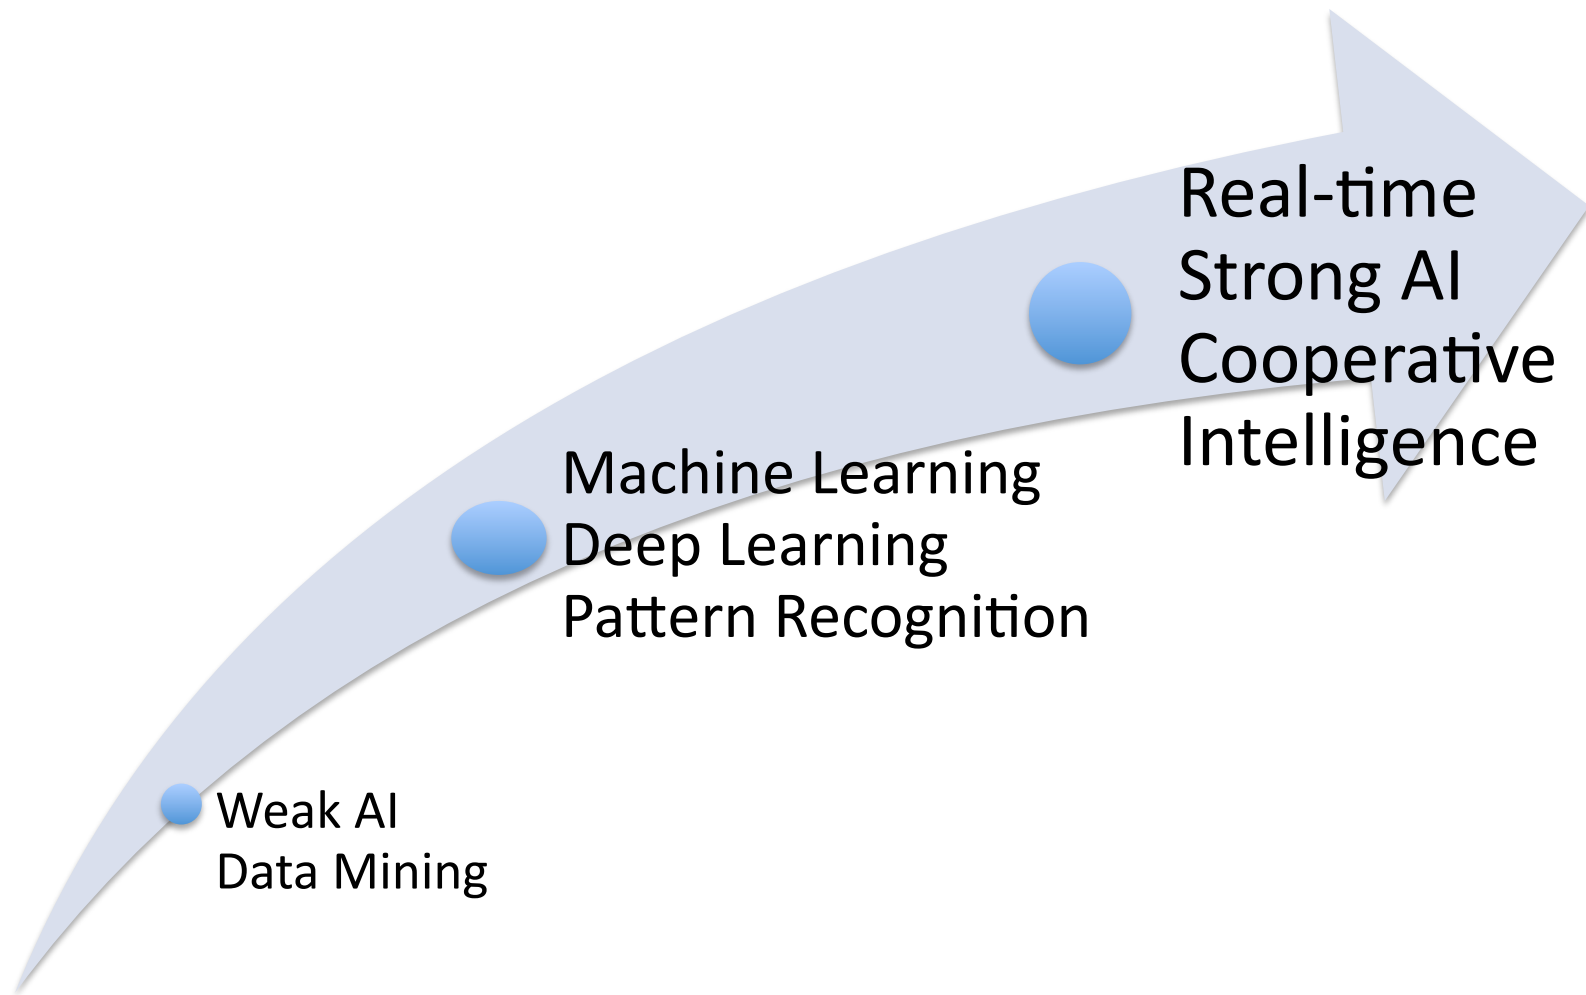 Real-time
Strong AI
Cooperative
Intelligence
Machine Learning
Deep Learning
Pattern Recognition
Weak AI
Data Mining